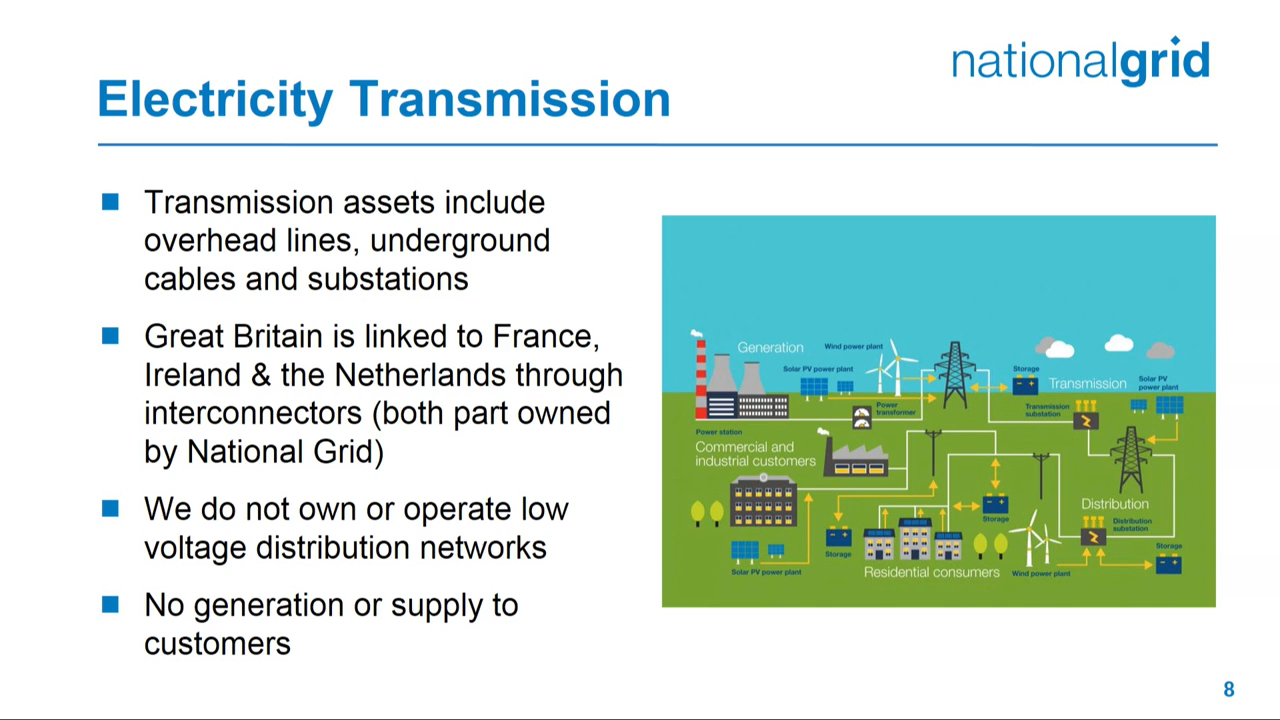 nationalgrid
Electricity Transmission
Transmission assets include
overhead lines, underground
cables and substations
Great Britain is linked to France,
Ireland & the Netherlands through
interconnectors (both part owned
by National Grid)
We do not own or operate low
voltage distribution networks
No generation or supply to
customers
Generation
Wind power plant
Solar PV power plant
Storage
Transmission
Solar PV
power plant
Power
transformer
Transmission
substation
Power station
Commercial and
industrial customers
Distribution
Distribution
substation
Storage
Storage
Storage
Solar PV power plant
Residential consumers
Wind power plant
8